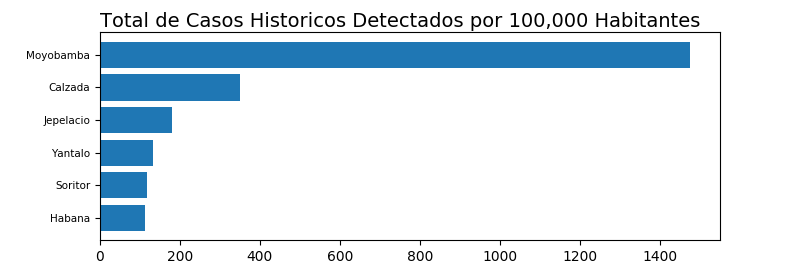 Total de Casos Historicos Detectados por 100,000 Habitantes
Moyobamba
Calzada
Jepelacio
Yantalo
Soritor
Habana
0 200 400 600 800 1000 1200 1400